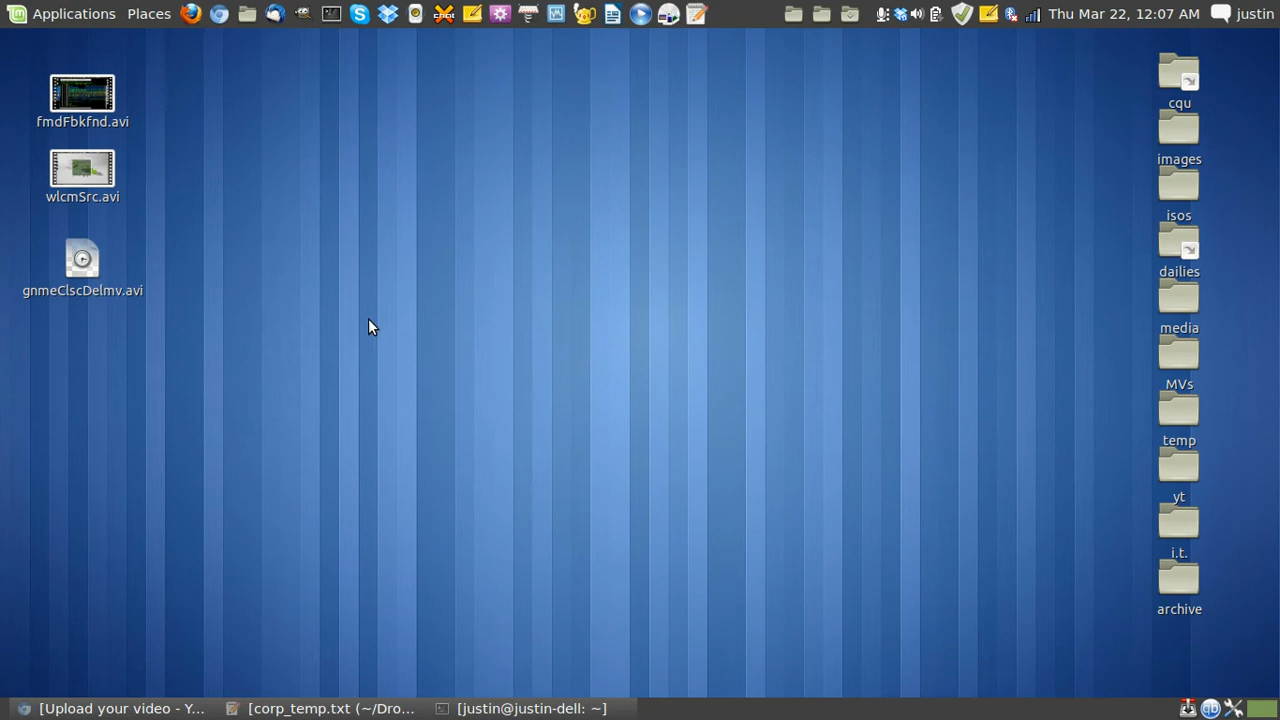 Applications Places Thu Mar 22, 12:07 AM justin
fmdFbkfnd.avi
wlcmSrc.avi
gnmeClscDelmv.avi
cqu
images
isos
dailies
media
MVs
temp
yt
i.t.
archive
[Upload your video - Y... [corp_temp.txt (~/Dro... [justin@justin-dell: ~]